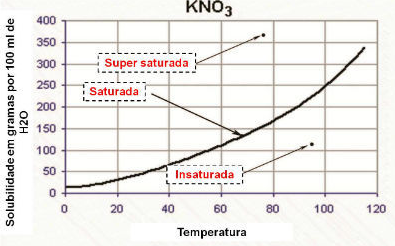 KNO3
Solubilidade em gramas por 100 ml de
H2O
400
350
300
250
200
150
100
50
0
Super saturada
Saturada
Insaturada
0 20 40 60 80 100 120
Temperatura